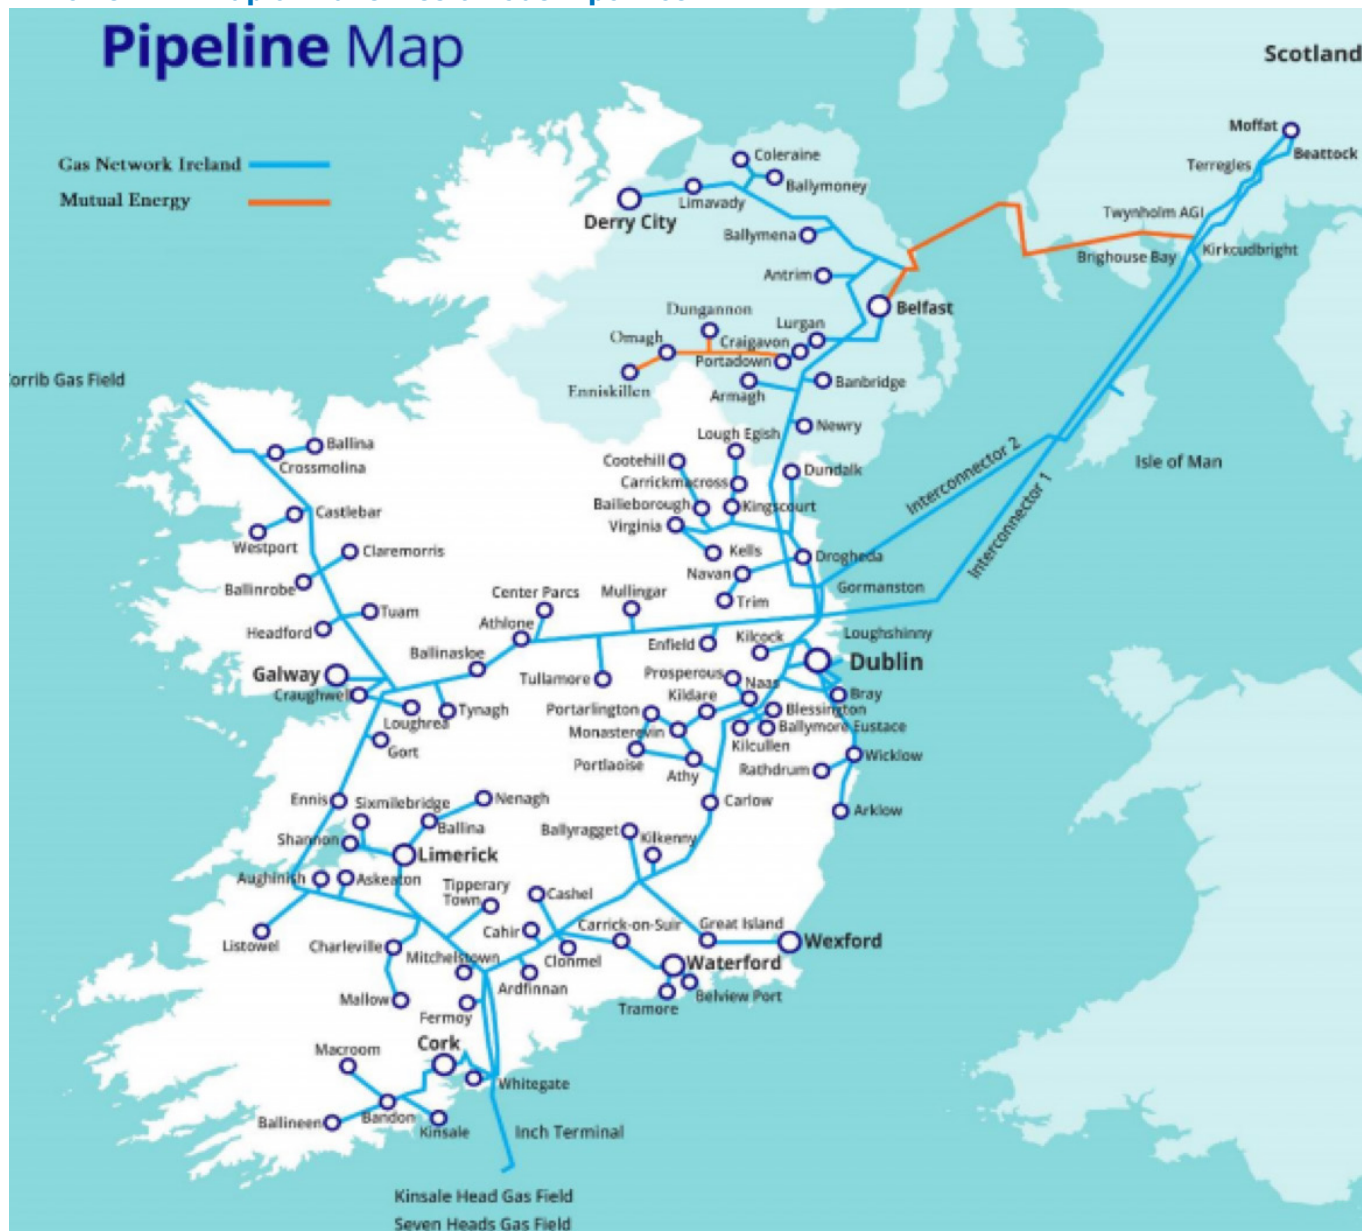 Pipeline Map
Scotland
Gas Network Ireland
Mutual Energy
Moffat
Beattock
Terregles
Twynholm AGI
Kirkcudbright
Brighouse Bay
Coleraine
Ballymoney
Limavady
Derry City
Ballymena
Antrim
Belfast
Dungannon
Lurgan
Omagh
Craigavon
Portadown
Enniskillen
Armagh
Banbridge
Newry
Corrib Gas Field
Ballina
Crossmolina
Lough Egish
Cootehill
Carrickmacross
Dundalk
Bailieborough
Kingscourt
Virginia
Kells
Drogheda
Navan
Trim
Gormanston
Interconnector 2
Interconnector 1
Isle of Man
Castlebar
Westport
Claremorris
Ballinrobe
Tuam
Headford
Center Parcs
Mullingar
Athlone
Enfield
Kilcock
Loughshinny
Ballinasloe
Dublin
Galway
Tullamore
Prosperous
Naas
Craughwell
Loughrea
Tynagh
Portarlington
Kildare
Bray
Blessington
Ballymore Eustace
Monasterevin
Kilcullen
Gort
Portlaoise
Athy
Rathdrum
Wicklow
Ennis
Sixmilebridge
Nenagh
Carlow
Arklow
Shannon
Ballina
Ballyragget
Kilkenny
Limerick
Aughinish
Askeaton
Tipperary
Town
Cashel
Listowel
Charleville
Cahir
Carrick-on-Suir
Great Island
Wexford
Mitchelstown
Clonmel
Waterford
Ardfinnan
Belview Port
Mallow
Fermoy
Tramore
Cork
Macroom
Whitegate
Ballineen
Bandon
Kinsale
Inch Terminal
Kinsale Head Gas Field
Seven Heads Gas Field